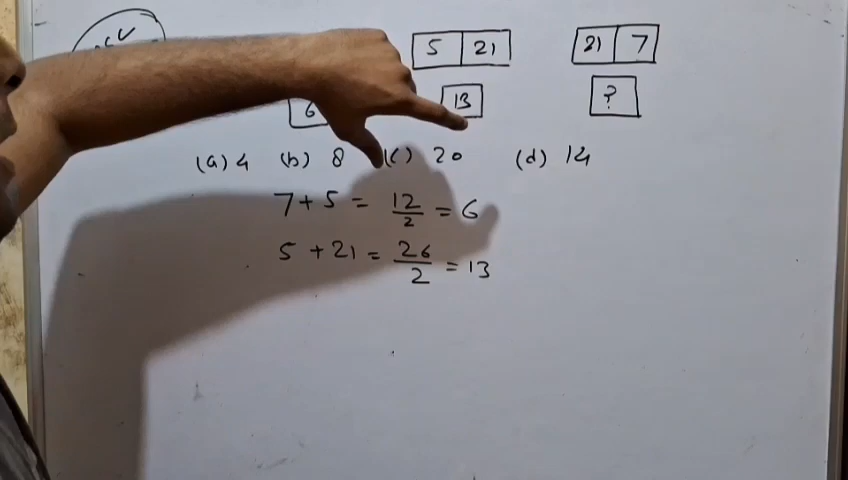 5 21 21 7
6 13 ?
(a) 4 (b) 8 (c) 20 (d) 14
7 + 5 = 12/2 = 6
5 + 21 = 26/2 = 13